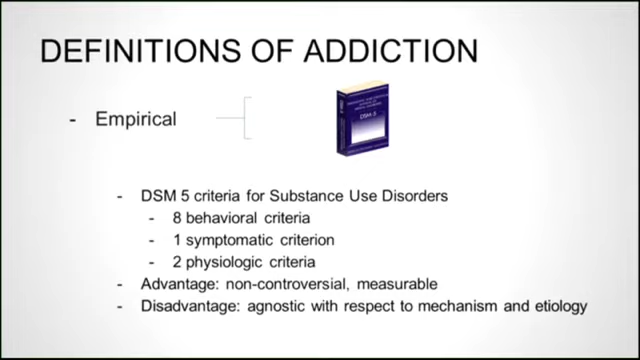 DEFINITIONS OF ADDICTION
- Empirical
DSM-5
- DSM 5 criteria for Substance Use Disorders
- 8 behavioral criteria
- 1 symptomatic criterion
- 2 physiologic criteria
- Advantage: non-controversial, measurable
- Disadvantage: agnostic with respect to mechanism and etiology